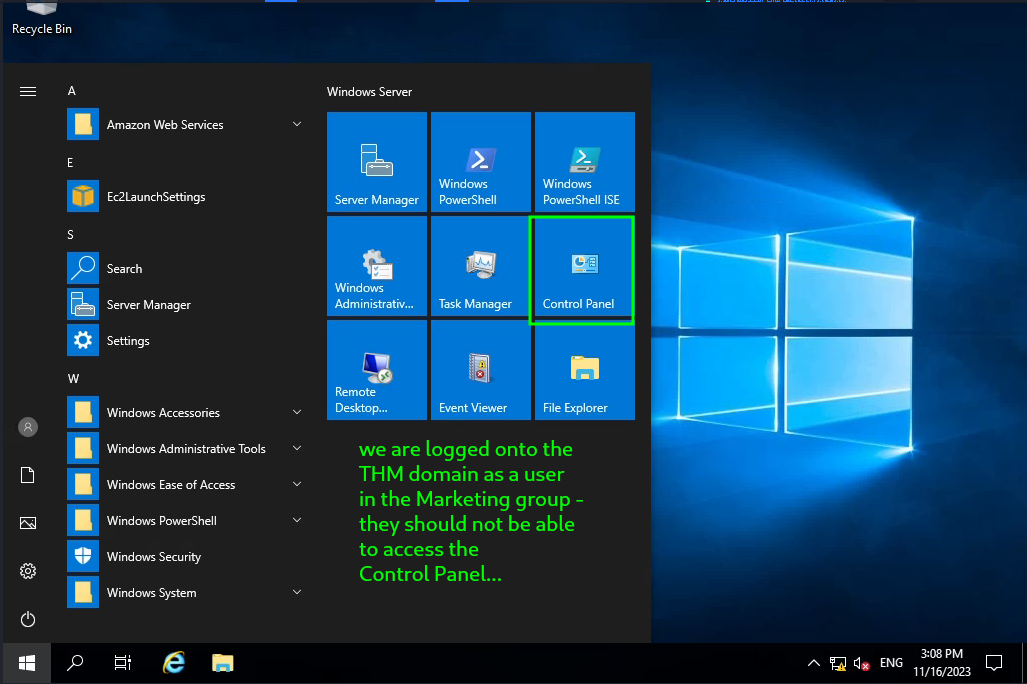 Recycle Bin
A
Amazon Web Services
E
Ec2LaunchSettings
S
Search
Server Manager
Settings
W
Windows Accessories
Windows Administrative Tools
Windows Ease of Access
Windows PowerShell
Windows Security
Windows System
Windows Server
Server Manager
Windows
PowerShell
Windows
PowerShell ISE
Windows
Administrativ...
Task Manager
Control Panel
Remote
Desktop...
Event Viewer
File Explorer
we are logged onto the
THM domain as a user
in the Marketing group -
they should not be able
to access the
Control Panel...
ENG
3:08 PM
11/16/2023